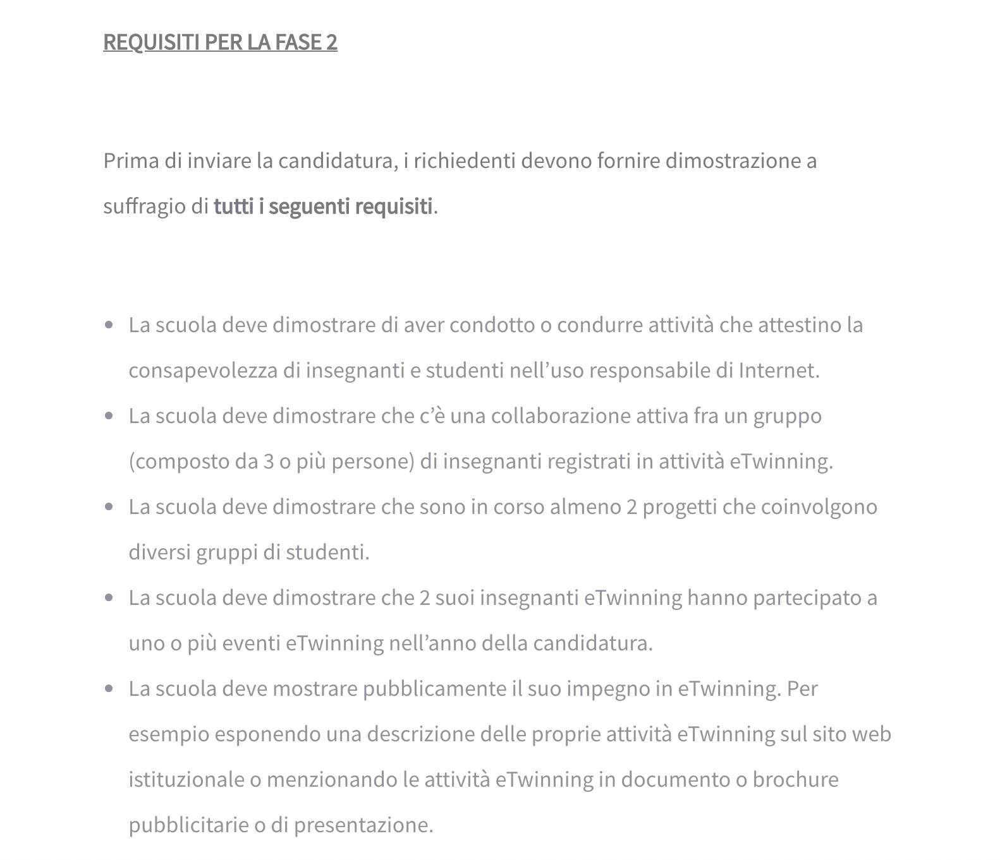 REQUISITI PER LA FASE 2
Prima di inviare la candidatura, i richiedenti devono fornire dimostrazione a
suffragio di tutti i seguenti requisiti.
• La scuola deve dimostrare di aver condotto o condurre attività che attestino la
consapevolezza di insegnanti e studenti nell’uso responsabile di Internet.
• La scuola deve dimostrare che c’è una collaborazione attiva fra un gruppo
(composto da 3 o più persone) di insegnanti registrati in attività eTwinning.
• La scuola deve dimostrare che sono in corso almeno 2 progetti che coinvolgono
diversi gruppi di studenti.
• La scuola deve dimostrare che 2 suoi insegnanti eTwinning hanno partecipato a
uno o più eventi eTwinning nell’anno della candidatura.
• La scuola deve mostrare pubblicamente il suo impegno in eTwinning. Per
esempio esponendo una descrizione delle proprie attività eTwinning sul sito web
istituzionale o menzionando le attività eTwinning in documento o brochure
pubblicitarie o di presentazione.